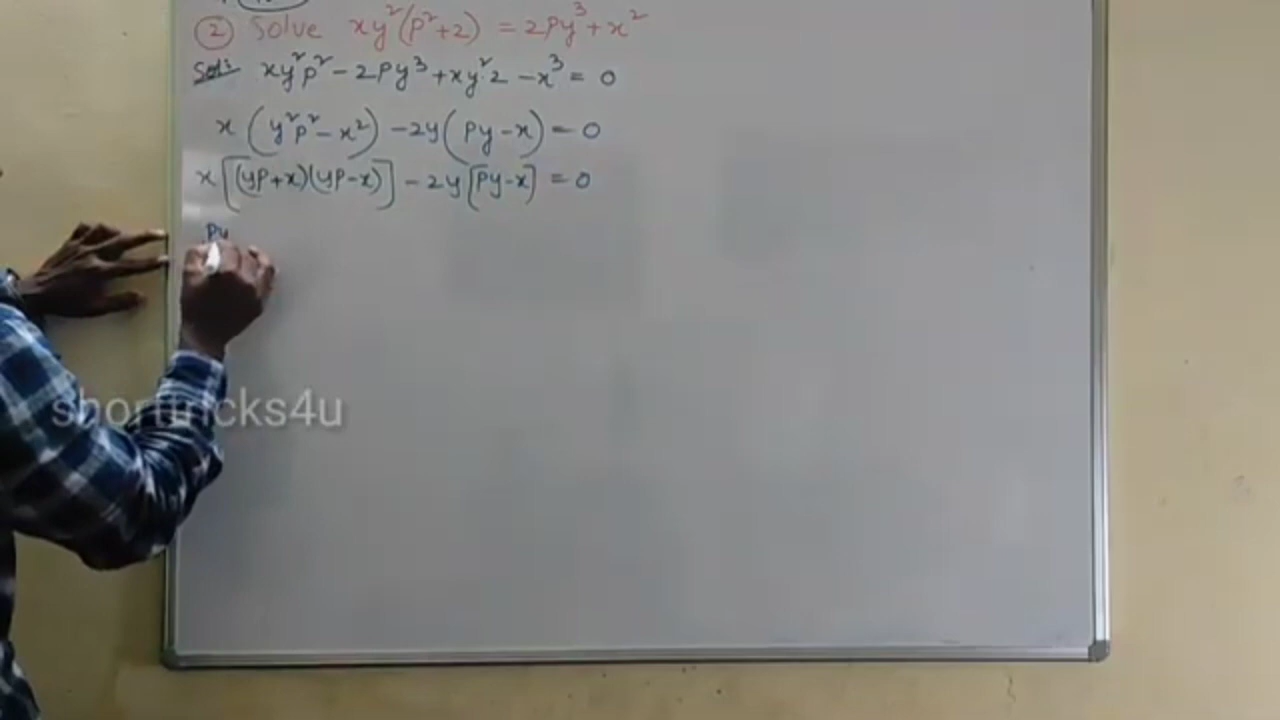 ② Solve xy²(p²+2) = 2py³+x²
Sol: xy²p² - 2py³ + xy²2 - x³ = 0
x(y²p² - x²) - 2y(py-x) = 0
x[(yp+x)(yp-x)] - 2y[py-x] = 0
py
shorttricks4u